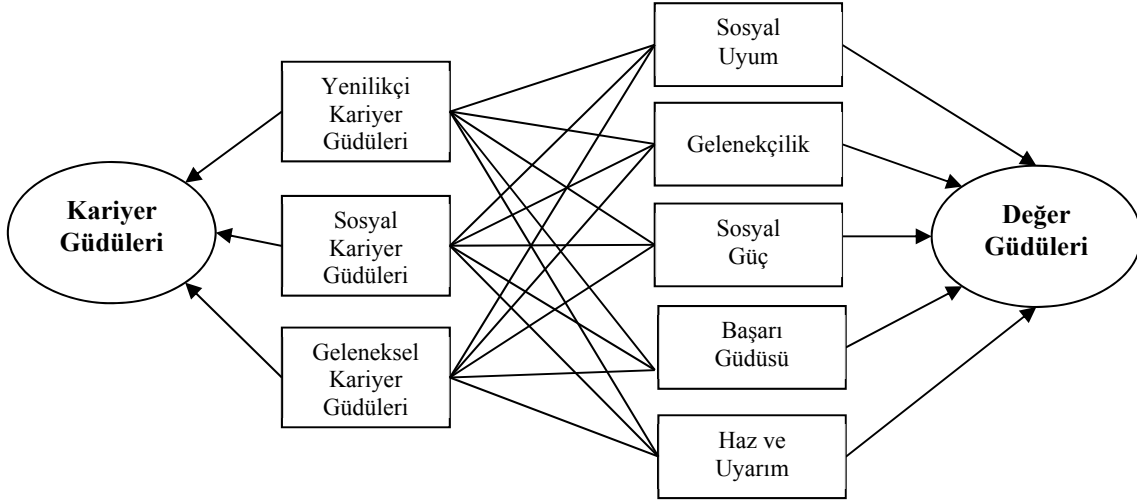 Kariyer
Güdüleri
Yenilikçi
Kariyer
Güdüleri
Sosyal
Kariyer
Güdüleri
Geleneksel
Kariyer
Güdüleri
Sosyal
Uyum
Gelenekçilik
Sosyal
Güç
Başarı
Güdüsü
Haz ve
Uyarım
Değer
Güdüleri